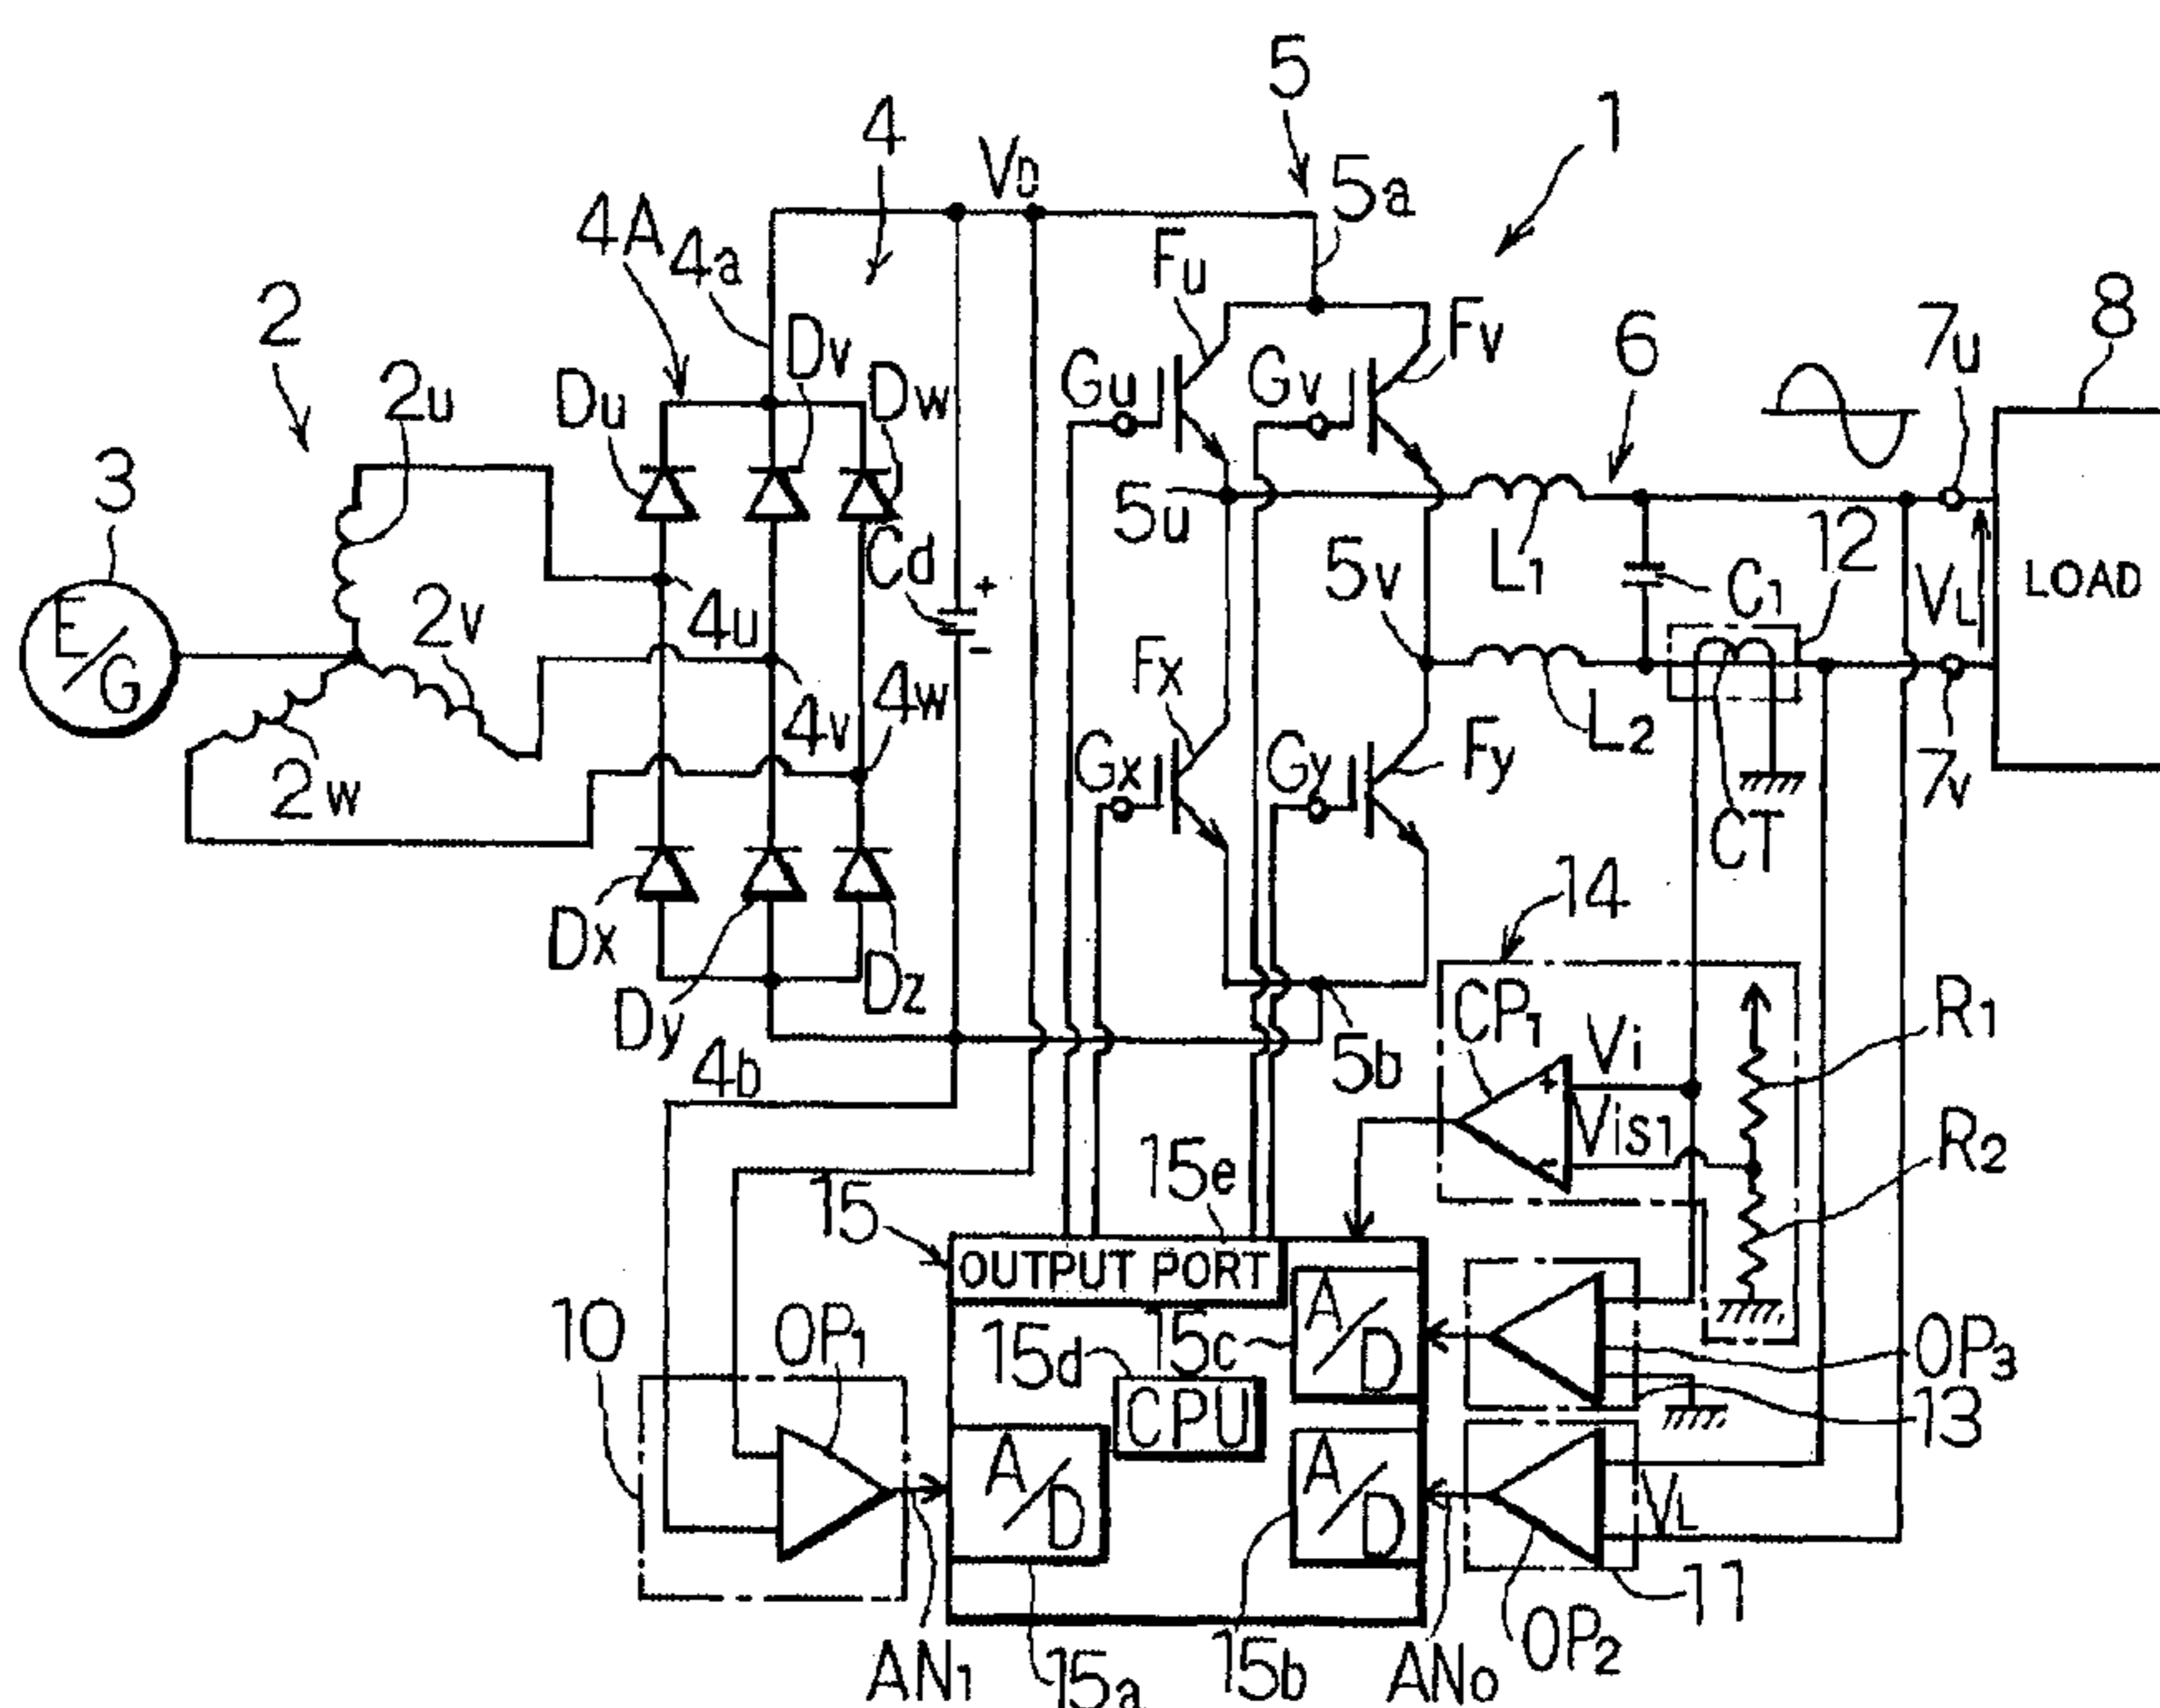 5
1
4
VD
5a
4A
4a
Fu
2
Dv
Fv
6
7u
8
2u
Du
Dw
Gu
Gv
3
5u
12
Cd
+
-
5v
L1
C1
VL
LOAD
E/G
2v
4u
Fx
4w
4v
L2
2w
Gx
Gy
Fy
7v
CT
14
Dx
Dz
Dy
CP1
Vi
R1
4b
5b
+
Vis1
-
R2
15e
15
OUTPUT PORT
10
OP1
15d
15c
A/D
OP3
CPU
13
A/D
A/D
VL
11
AN1
15a
15b
ANo
OP2